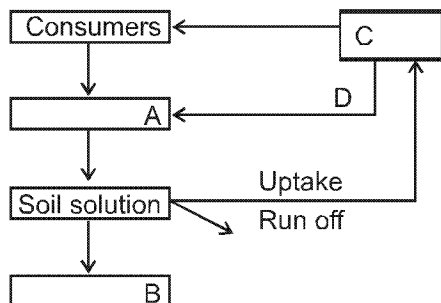 Consumers
C
D
A
Uptake
Soil solution
Run off
B